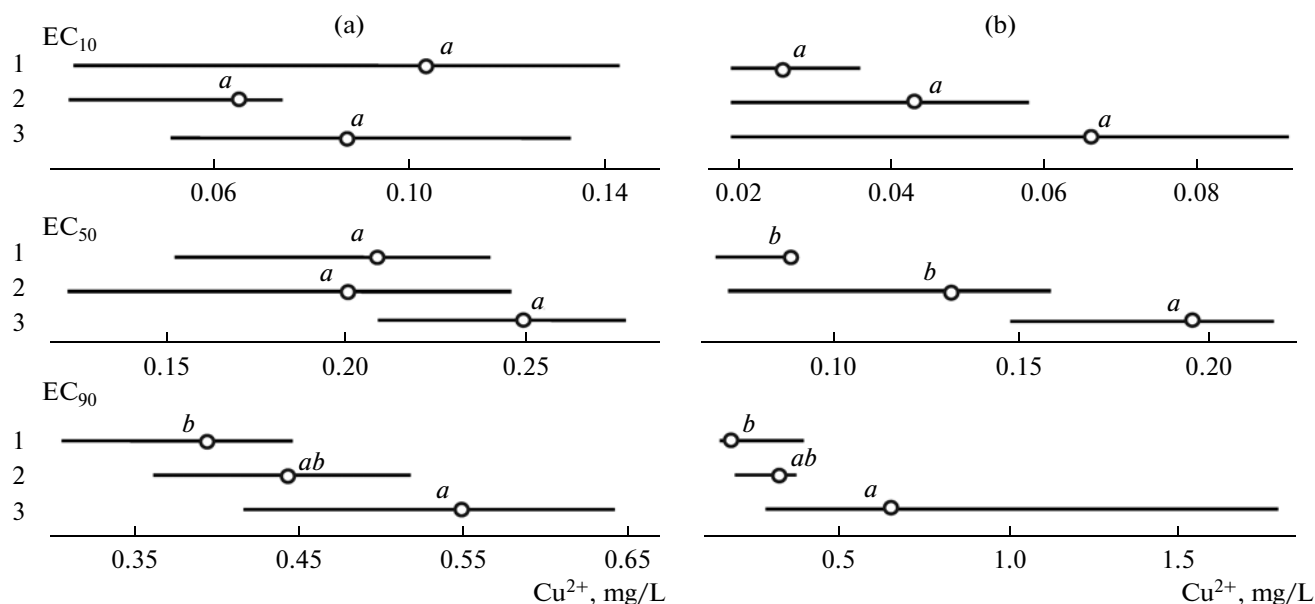 (a) (b)
EC₁₀
1 a a
2 a a
3 a a
0.06 0.10 0.14 0.02 0.04 0.06 0.08
EC₅₀
1 a b
2 a b
3 a a
0.15 0.20 0.25 0.10 0.15 0.20
EC₉₀
1 b b
2 ab ab
3 a a
0.35 0.45 0.55 0.65 0.5 1.0 1.5
Cu²⁺, mg/L Cu²⁺, mg/L